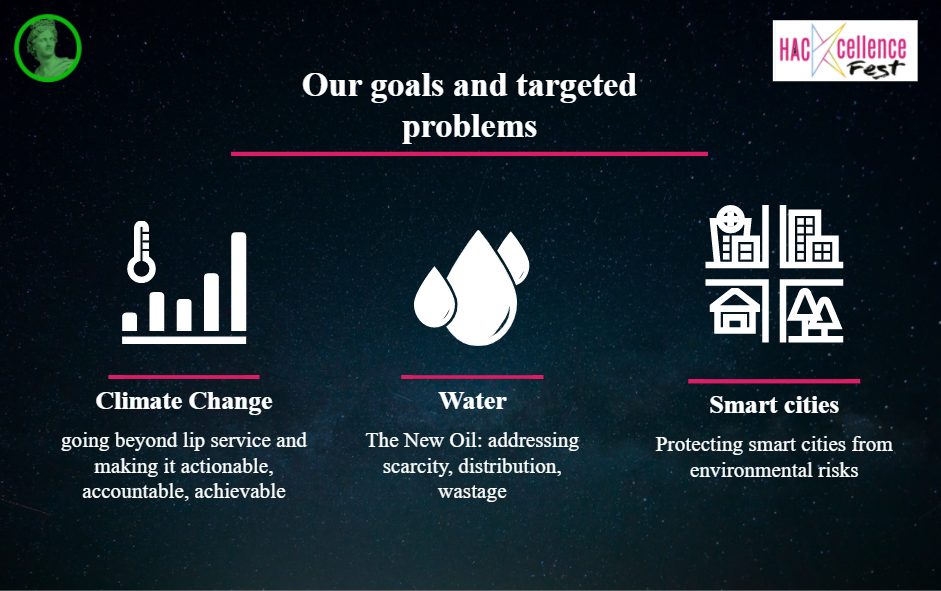 HACXcellence
Fest
Our goals and targeted
problems
Climate Change
going beyond lip service and
making it actionable,
accountable, achievable
Water
The New Oil: addressing
scarcity, distribution,
wastage
Smart cities
Protecting smart cities from
environmental risks